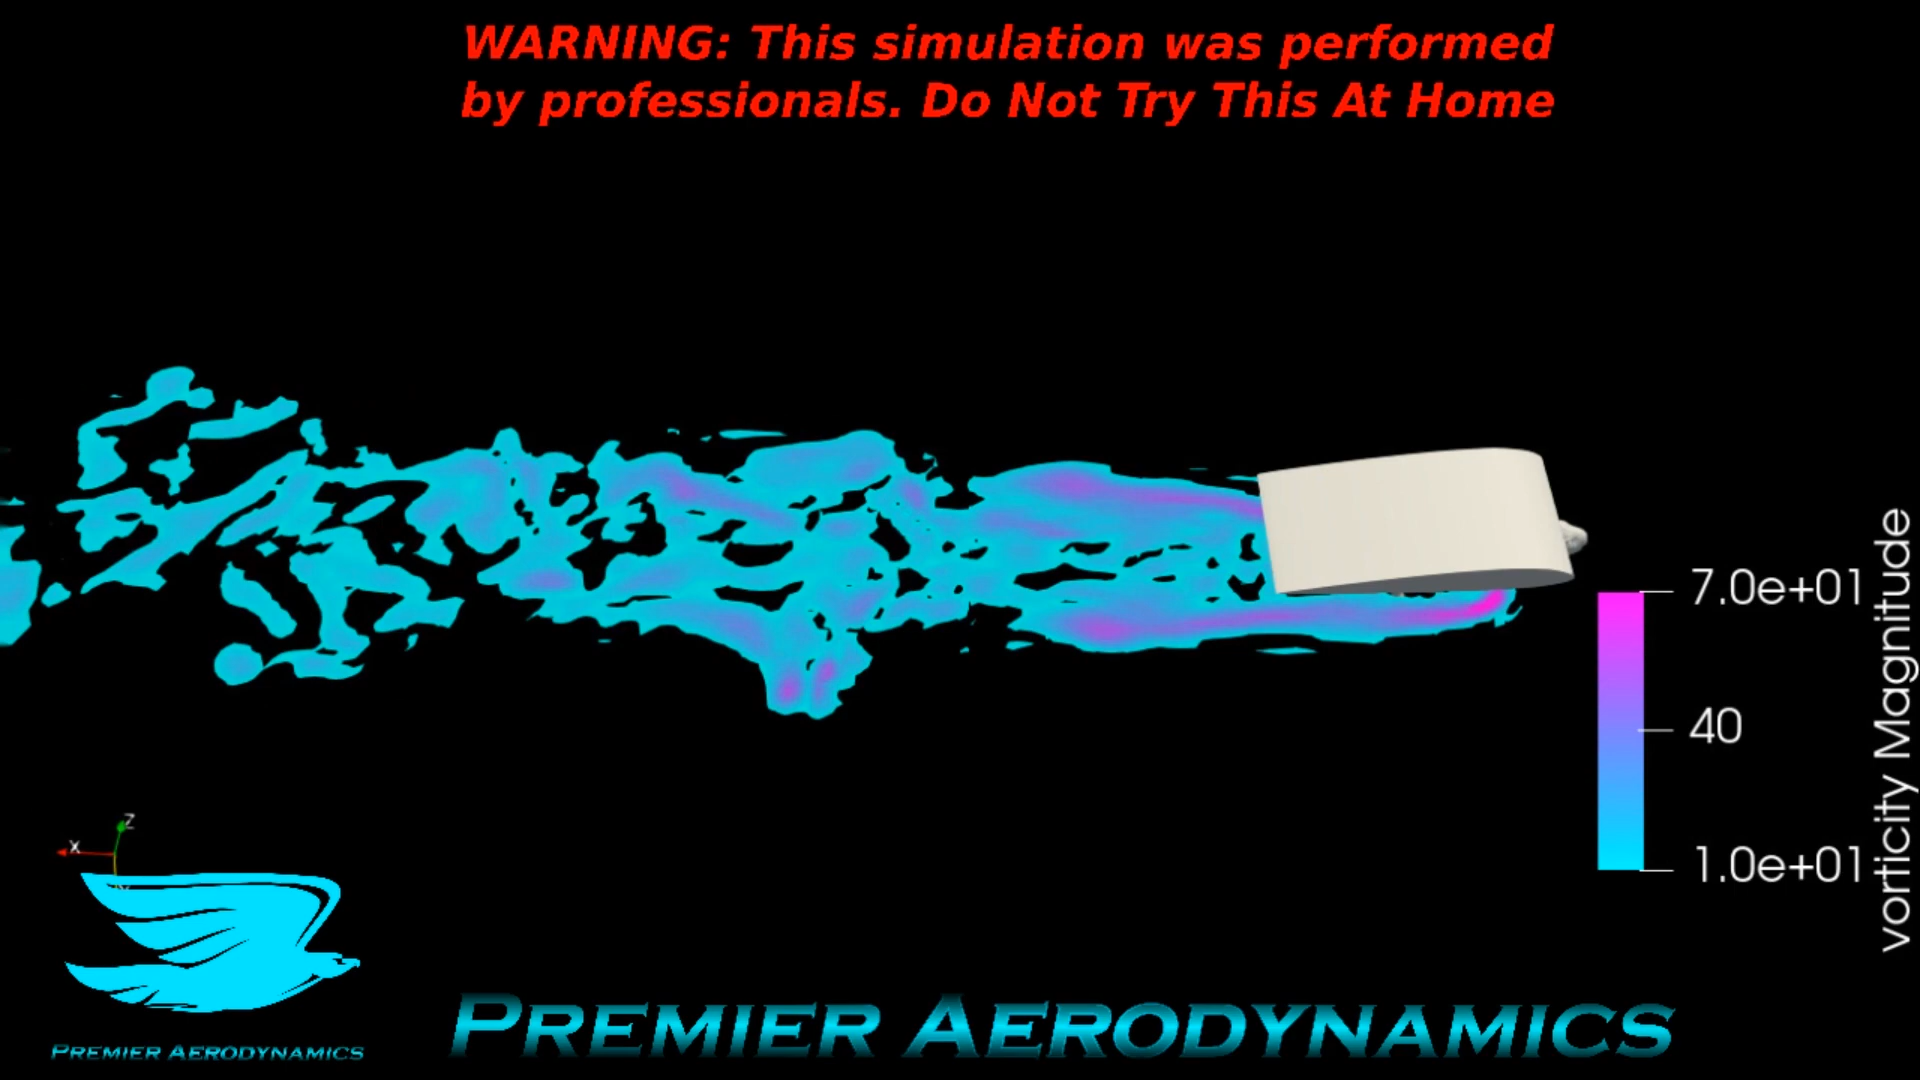 WARNING: This simulation was performed
by professionals. Do Not Try This At Home
7.0e+01
40
1.0e+01
vorticity Magnitude
Z
X
PREMIER AERODYNAMICS
PREMIER AERODYNAMICS